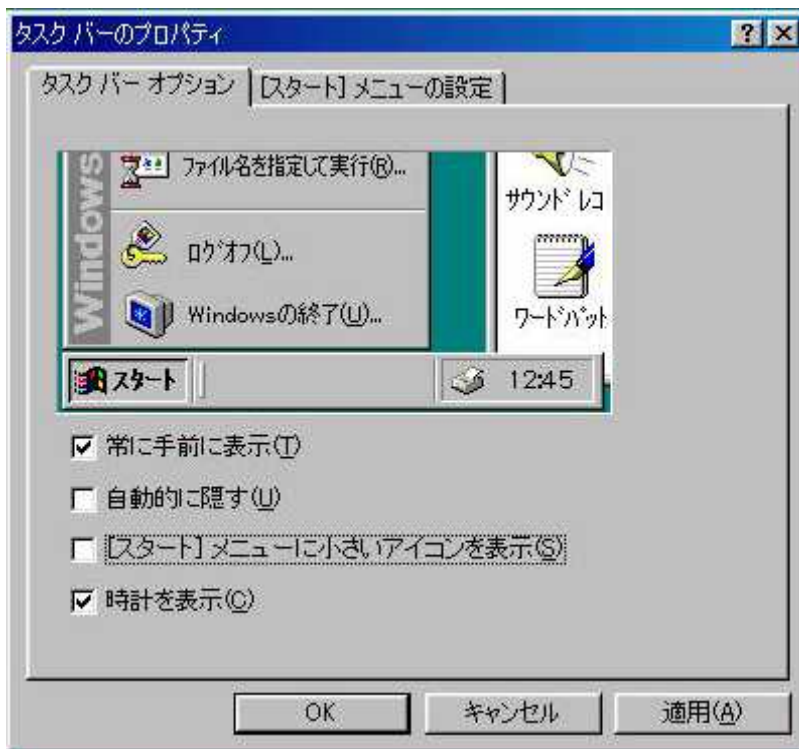 タスク バーのプロパティ
タスク バー オプション
[スタート] メニューの設定
Windows
ファイル名を指定して実行(R)...
ログオフ(L)...
Windowsの終了(U)...
サウンド レコ
ワードパット
スタート
12:45
常に手前に表示(T)
自動的に隠す(U)
[スタート] メニューに小さいアイコンを表示(S)
時計を表示(C)
OK
キャンセル
適用(A)